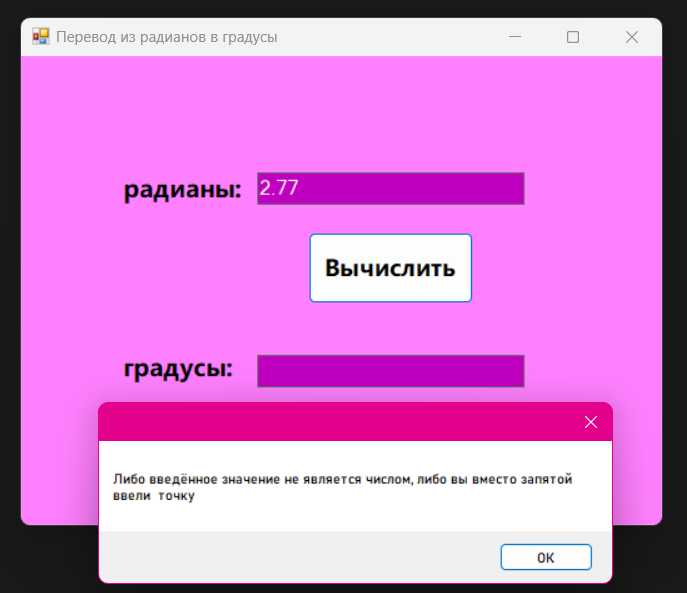 Перевод из радианов в градусы
радианы: 2.77
Вычислить
градусы:
Либо введённое значение не является числом, либо вы вместо запятой
ввели точку
ОК